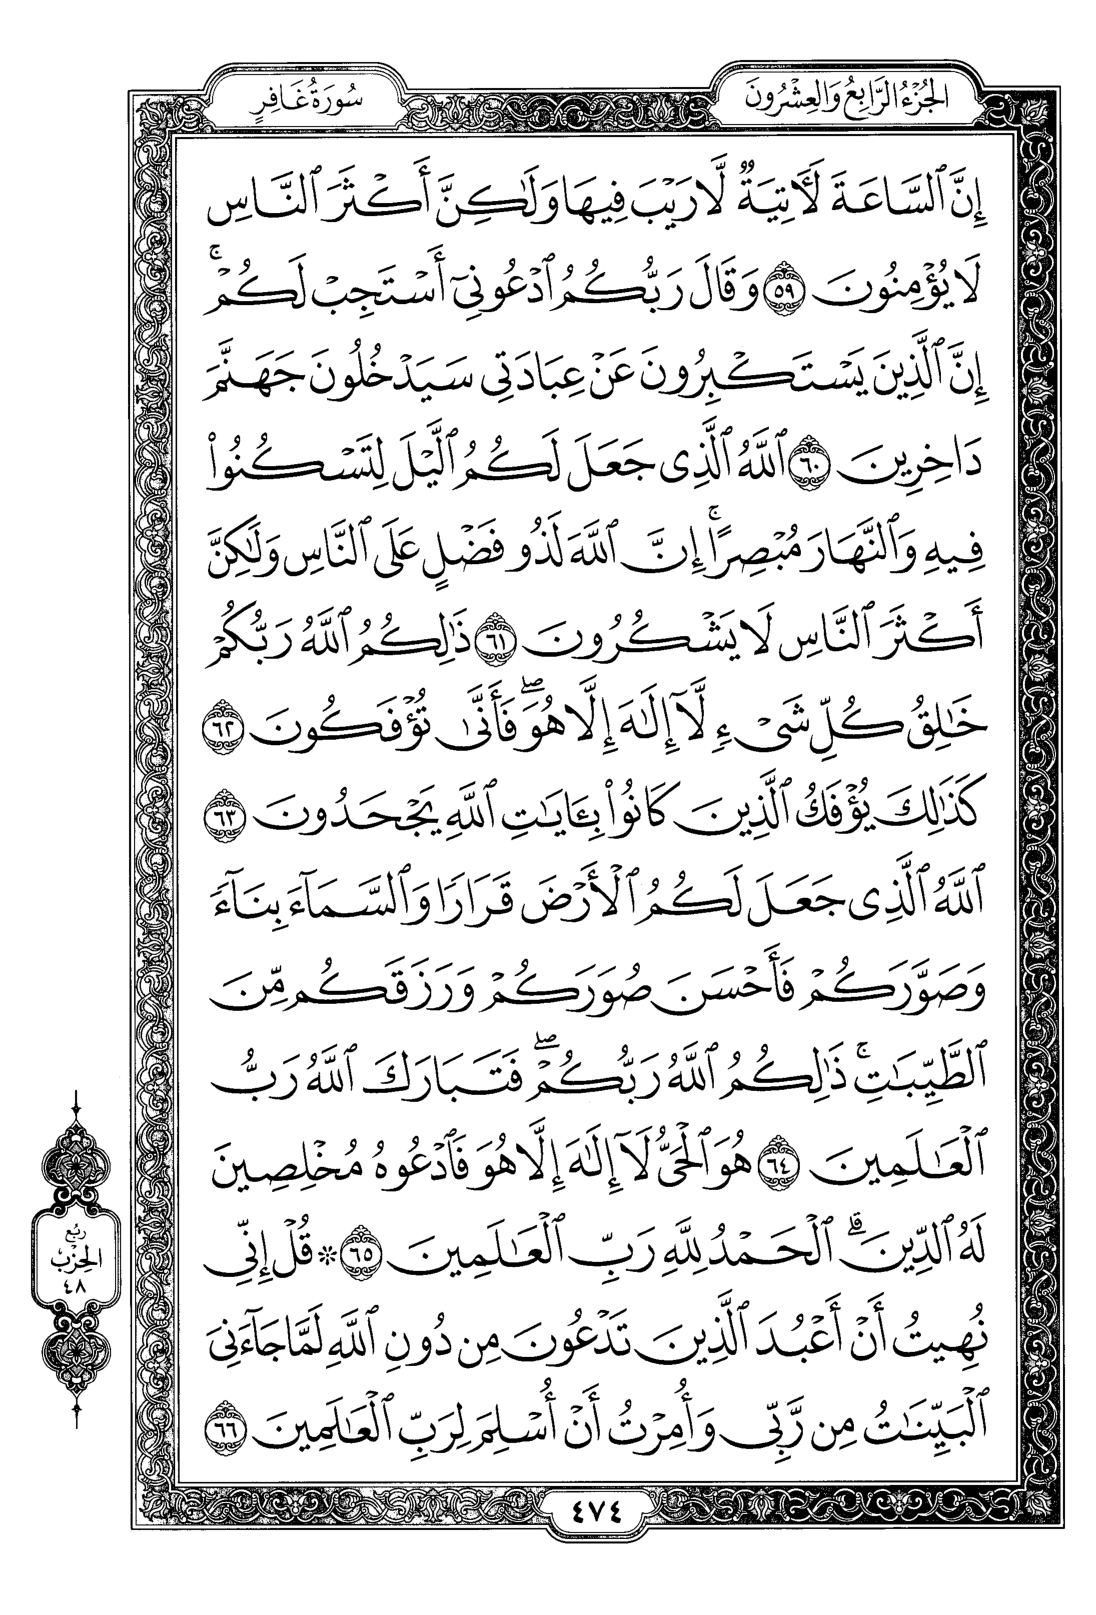 الجُزْءُ الرَّابِعُ وَالعِشْرُونَ
سُورَةُ غَافِرٍ
إِنَّ ٱلسَّاعَةَ لَـَٔاتِيَةٌ لَّا رَيْبَ فِيهَا وَلَٰكِنَّ أَكْثَرَ ٱلنَّاسِ
لَا يُؤْمِنُونَ ٥٩ وَقَالَ رَبُّكُمُ ٱدْعُونِىٓ أَسْتَجِبْ لَكُمْ ۚ
إِنَّ ٱلَّذِينَ يَسْتَكْبِرُونَ عَنْ عِبَادَتِى سَيَدْخُلُونَ جَهَنَّمَ
دَاخِرِينَ ٦٠ ٱللَّهُ ٱلَّذِى جَعَلَ لَكُمُ ٱلَّيْلَ لِتَسْكُنُوا۟
فِيهِ وَٱلنَّهَارَ مُبْصِرًا ۚ إِنَّ ٱللَّهَ لَذُو فَضْلٍ عَلَى ٱلنَّاسِ وَلَٰكِنَّ
أَكْثَرَ ٱلنَّاسِ لَا يَشْكُرُونَ ٦١ ذَٰلِكُمُ ٱللَّهُ رَبُّكُمْ
خَٰلِقُ كُلِّ شَىْءٍ لَّآ إِلَٰهَ إِلَّا هُوَ ۖ فَأَنَّىٰ تُؤْفَكُونَ ٦٢
كَذَٰلِكَ يُؤْفَكُ ٱلَّذِينَ كَانُوا۟ بِـَٔايَٰتِ ٱللَّهِ يَجْحَدُونَ ٦٣
ٱللَّهُ ٱلَّذِى جَعَلَ لَكُمُ ٱلْأَرْضَ قَرَارًا وَٱلسَّمَآءَ بِنَآءً
وَصَوَّرَكُمْ فَأَحْسَنَ صُوَرَكُمْ وَرَزَقَكُم مِّنَ
ٱلطَّيِّبَٰتِ ۚ ذَٰلِكُمُ ٱللَّهُ رَبُّكُمْ ۖ فَتَبَارَكَ ٱللَّهُ رَبُّ
ٱلْعَٰلَمِينَ ٦٤ هُوَ ٱلْحَىُّ لَآ إِلَٰهَ إِلَّا هُوَ فَٱدْعُوهُ مُخْلِصِينَ
لَهُ ٱلدِّينَ ۗ ٱلْحَمْدُ لِلَّهِ رَبِّ ٱلْعَٰلَمِينَ ٦٥ * قُلْ إِنِّى
نُهِيتُ أَنْ أَعْبُدَ ٱلَّذِينَ تَدْعُونَ مِن دُونِ ٱللَّهِ لَمَّا جَآءَنِىَ
ٱلْبَيِّنَٰتُ مِن رَّبِّى وَأُمِرْتُ أَنْ أُسْلِمَ لِرَبِّ ٱلْعَٰلَمِينَ ٦٦
رُبُع
الحِزْب
٤٨
٤٧٤